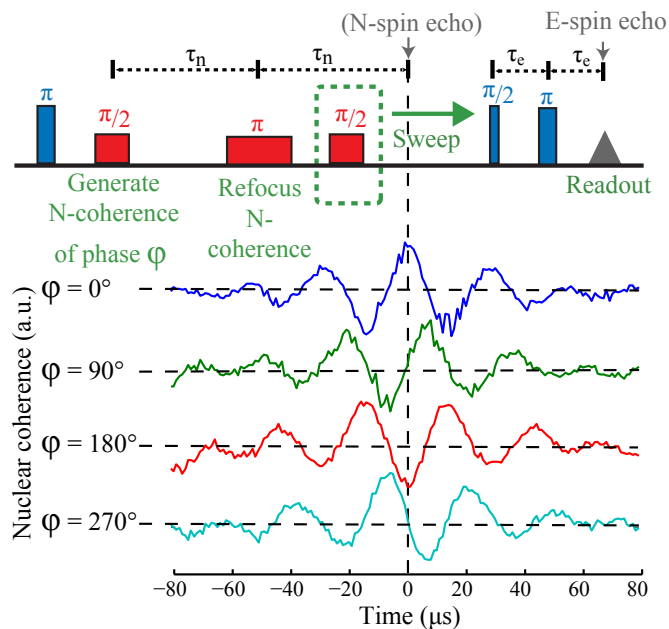 (N-spin echo)
E-spin echo
τn
τn
τe
τe
π
π/2
π
π/2
π/2
π
Sweep
Generate
N-coherence
of phase φ
Refocus
N-
coherence
Readout
Nuclear coherence (a.u.)
φ = 0°
φ = 90°
φ = 180°
φ = 270°
−80 −60 −40 −20 0 20 40 60 80
Time (μs)